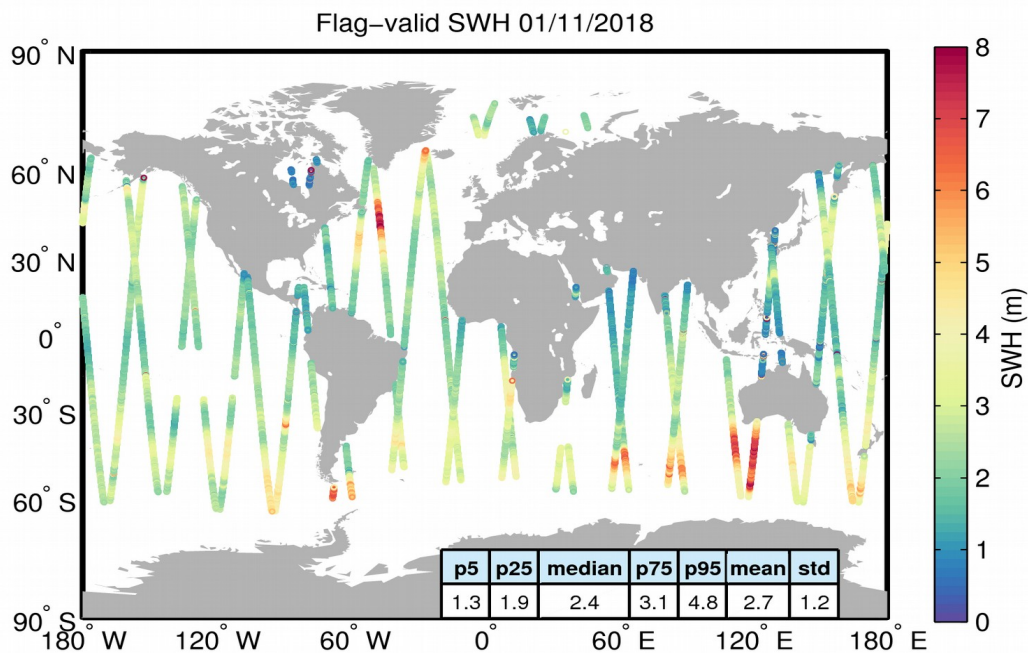 Flag−valid SWH 01/11/2018
90° N
60° N
30° N
0°
30° S
60° S
90° S
180° W
120° W
60° W
0°
60° E
120° E
180° E
p5 p25 median p75 p95 mean std
1.3 1.9 2.4 3.1 4.8 2.7 1.2
8
7
6
5
4
3
2
1
0
SWH (m)